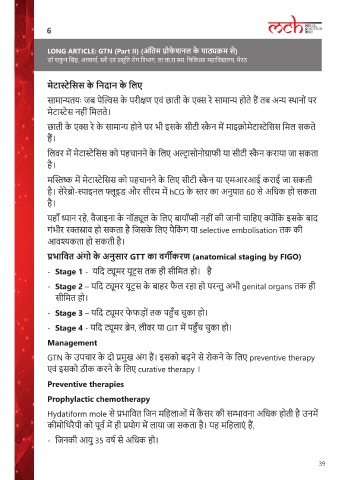 6
mch
LONG ARTICLE: GTN (Part II) (अंतिम प्रोफेशनल के पाठ्यक्रम से)
मेटास्टेसिस के निदान के लिए
सामान्यतयः जब पेल्विस के परीक्षण एवं छाती के एक्स रे सामान्य होते हैं तब अन्य स्थानों पर
मेटास्टेस नहीं मिलते।
छाती के एक्स रे के सामान्य होने पर भी इसके सीटी स्कैन में माइक्रोमेटास्टेसिस मिल सकते
हैं।
लिवर में मेटास्टेसिस को पहचानने के लिए अल्ट्रासोनोग्राफी या सीटी स्कैन कराया जा सकता
है।
मस्तिष्क में मेटास्टेसिस को पहचानने के लिए सीटी स्कैन या एमआरआई कराई जा सकती
है। सेरेब्रो-स्पाइनल फ्लूइड और सीरम में hCG के स्तर का अनुपात 60 से अधिक हो सकता
है।
यहाँ ध्यान रहे, वैजाइना के नॉड्यूल के लिए बायॉप्सी नहीं की जानी चाहिए क्योंकि इसके बाद
गंभीर रक्तस्राव हो सकता है जिसके लिए पैकिंग या selective embolisation तक की
आवश्यकता हो सकती है।
प्रभावित अंगो के अनुसार GTT का वर्गीकरण (anatomical staging by FIGO)
- Stage 1 - यदि ट्यूमर यूट्रस तक ही सीमित हो। है
- Stage 2 – यदि ट्यूमर यूट्रस के बाहर फैल रहा हो परन्तु अभी genital organs तक ही
सीमित हो।
- Stage 3 – यदि ट्यूमर फेफड़ों तक पहुँच चुका हो।
- Stage 4 - यदि ट्यूमर ब्रेन, लीवर या GIT में पहुँच चुका हो।
Management
GTN के उपचार के दो प्रमुख अंग हैं। इसको बढ़ने से रोकने के लिए preventive therapy
एवं इसको ठीक करने के लिए curative therapy ।
Preventive therapies
Prophylactic chemotherapy
Hydatiform mole से प्रभावित जिन महिलाओं में कैंसर की सम्भावना अधिक होती है उनमें
कीमोथिरैपी को पूर्व में ही प्रयोग में लाया जा सकता है। यह महिलाएं हैं,
- जिनकी आयु 35 वर्ष से अधिक हो।
39